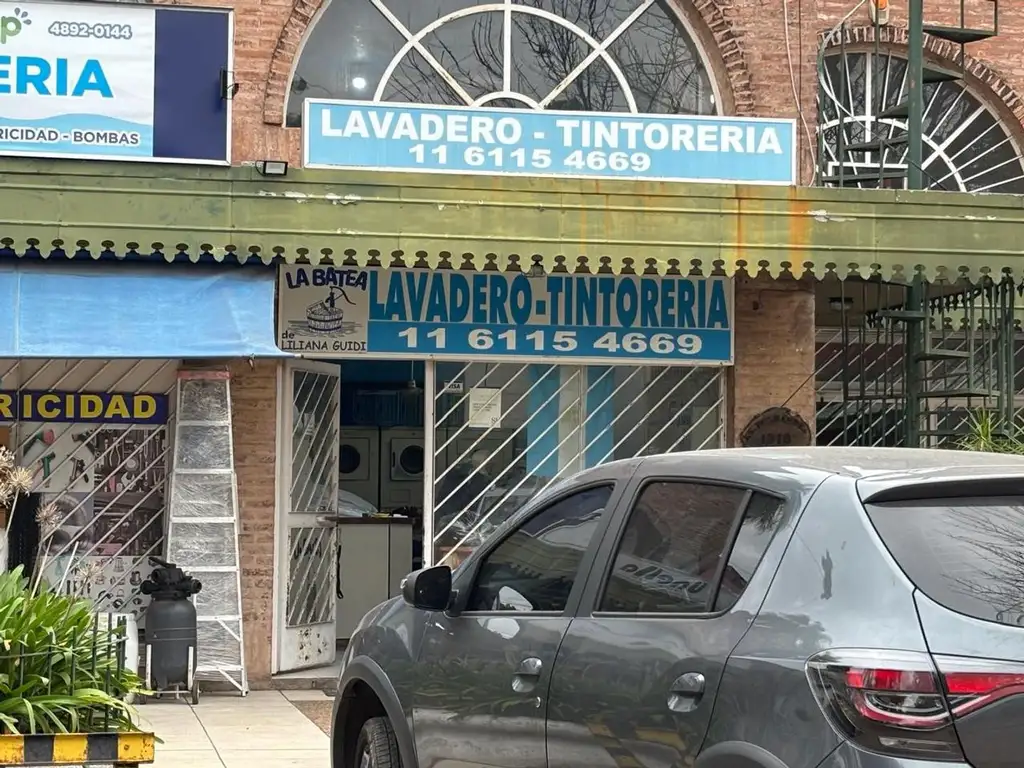 4892-0144
ERIA
RICIDAD - BOMBAS
LAVADERO - TINTORERIA
11 6115 4669
LA BATEA
de
LILIANA GUIDI
LAVADERO-TINTORERIA
11 6115 4669
RICIDAD
VISA